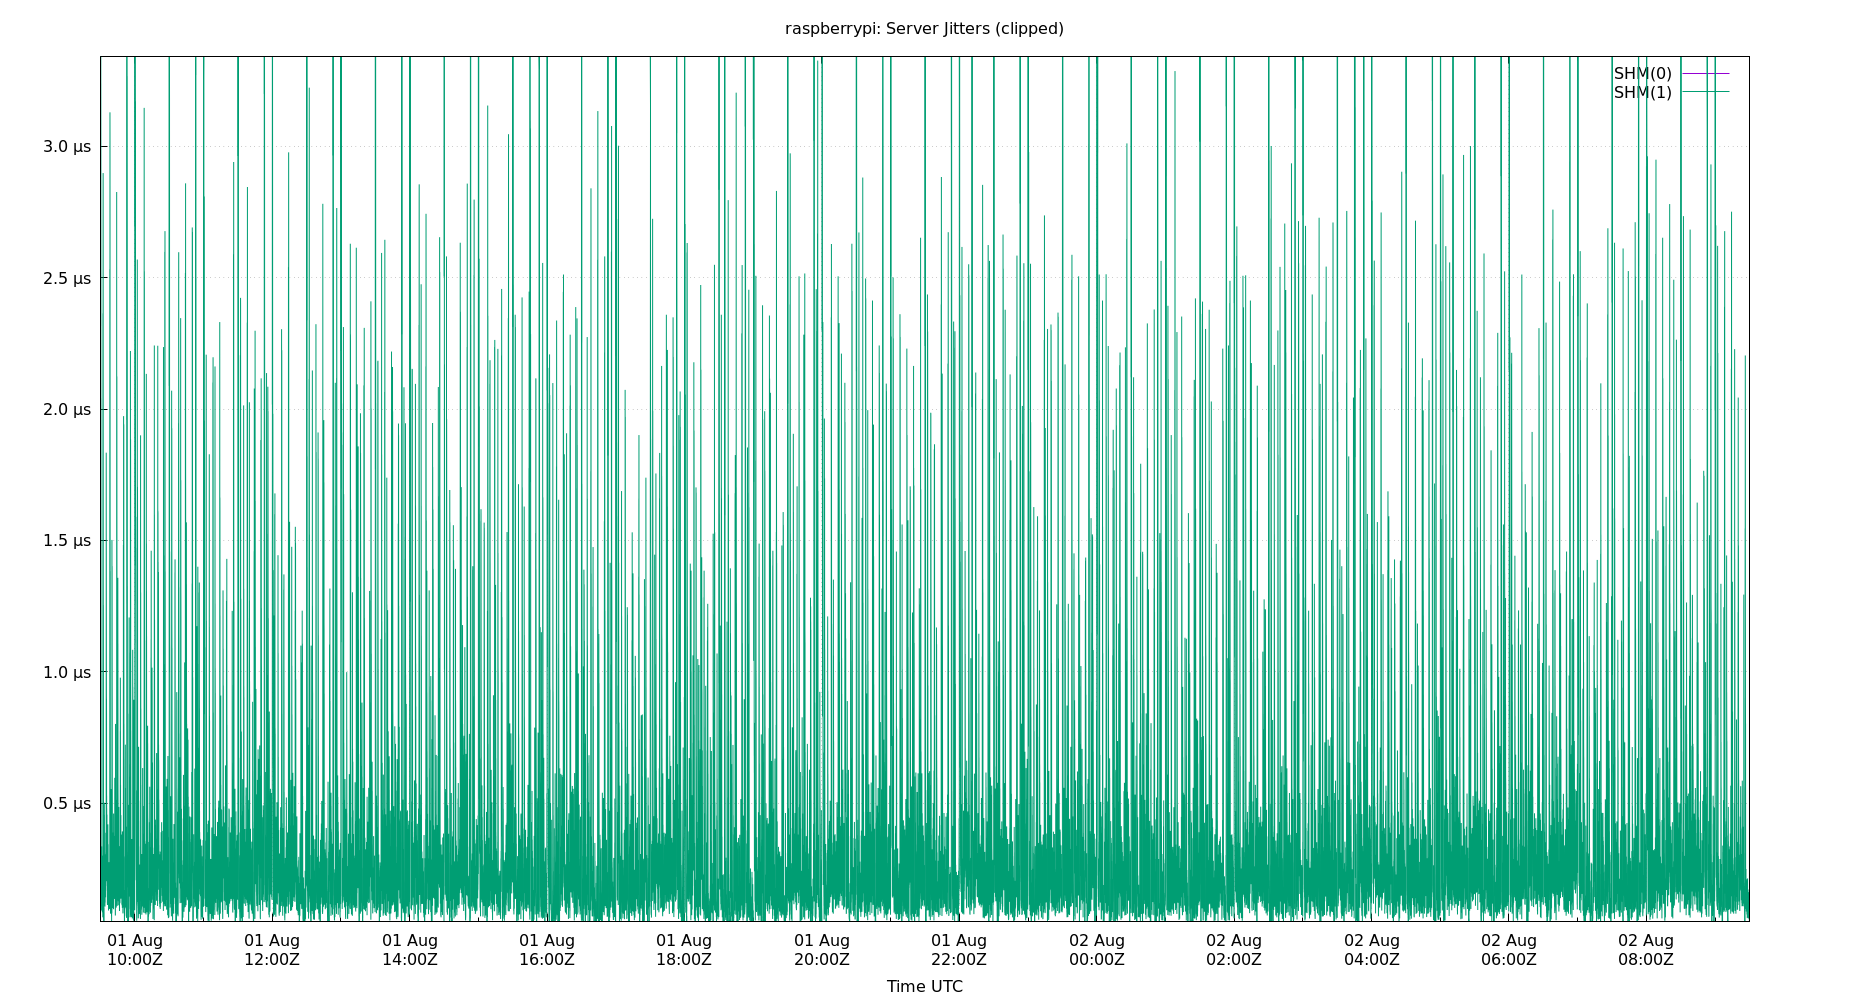 raspberrypi: Server Jitters (clipped)
SHM(0)
SHM(1)
3.0 µs
2.5 µs
2.0 µs
1.5 µs
1.0 µs
0.5 µs
01 Aug 01 Aug 01 Aug 01 Aug 01 Aug 01 Aug 01 Aug 02 Aug 02 Aug 02 Aug 02 Aug 02 Aug
10:00Z 12:00Z 14:00Z 16:00Z 18:00Z 20:00Z 22:00Z 00:00Z 02:00Z 04:00Z 06:00Z 08:00Z
Time UTC